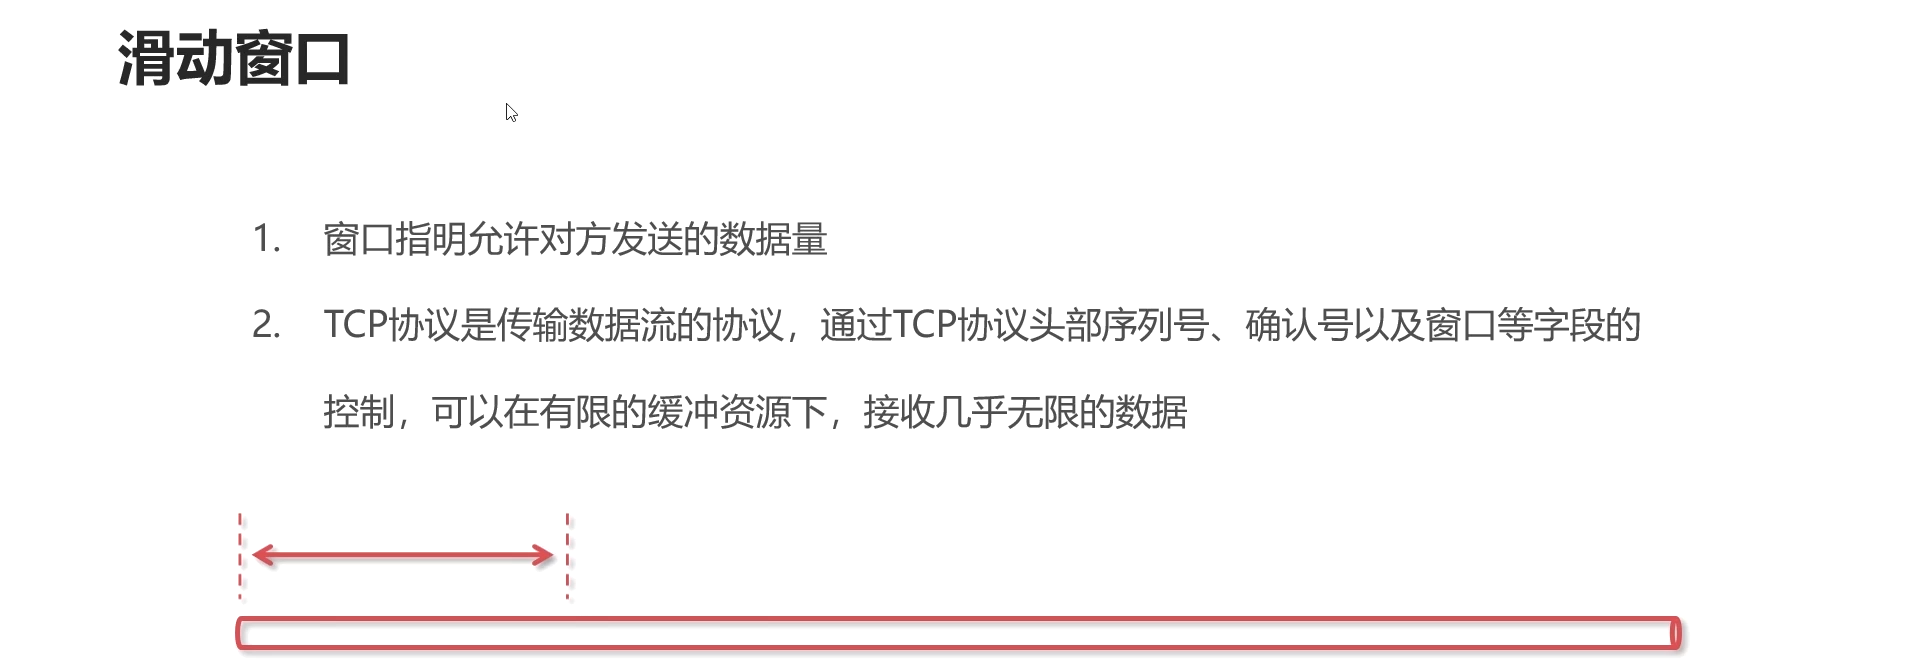 滑动窗口
1. 窗口指明允许对方发送的数据量
2. TCP协议是传输数据流的协议，通过TCP协议头部序列号、确认号以及窗口等字段的
控制，可以在有限的缓冲资源下，接收几乎无限的数据